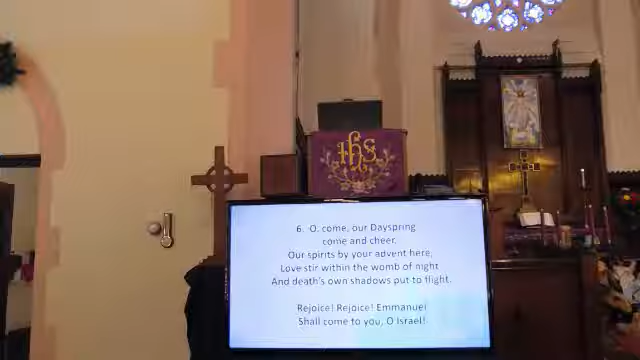 ihs
6. O, come, our Dayspring
come and cheer,
Our spirits by your advent here;
Love stir within the womb of night
And death's own shadows put to flight.
Rejoice! Rejoice! Emmanuel
Shall come to you, O Israel!